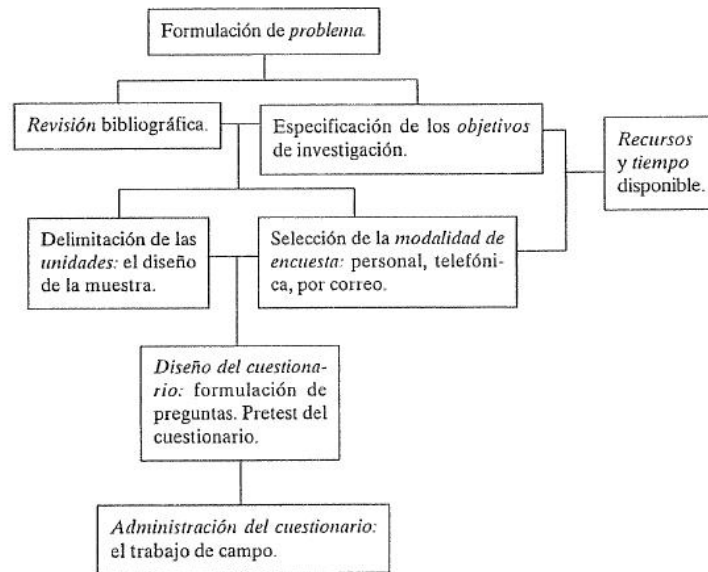 Formulación de problema.
Revisión bibliográfica.
Especificación de los objetivos
de investigación.
Recursos
y tiempo
disponible.
Delimitación de las
unidades: el diseño
de la muestra.
Selección de la modalidad de
encuesta: personal, telefóni-
ca, por correo.
Diseño del cuestiona-
rio: formulación de
preguntas. Pretest del
cuestionario.
Administración del cuestionario:
el trabajo de campo.